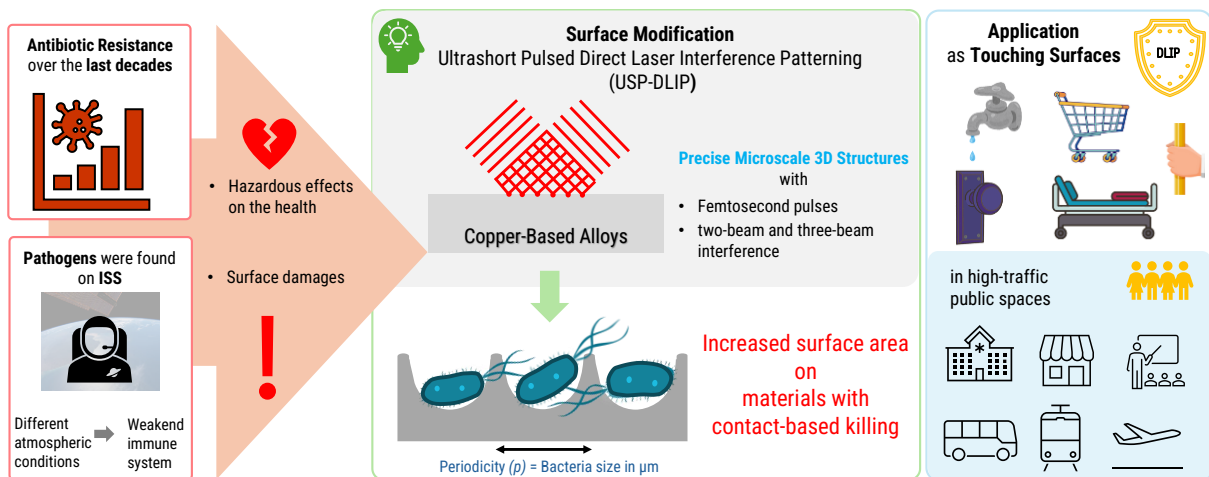 Antibiotic Resistance
over the last decades
Pathogens were found
on ISS
Different
atmospheric
conditions
Weakend
immune
system
• Hazardous effects
on the health
• Surface damages
Surface Modification
Ultrashort Pulsed Direct Laser Interference Patterning
(USP-DLIP)
Copper-Based Alloys
Precise Microscale 3D Structures
with
• Femtosecond pulses
• two-beam and three-beam
interference
Increased surface area
on
materials with
contact-based killing
Periodicity (p) = Bacteria size in µm
Application
as Touching Surfaces
DLIP
in high-traffic
public spaces